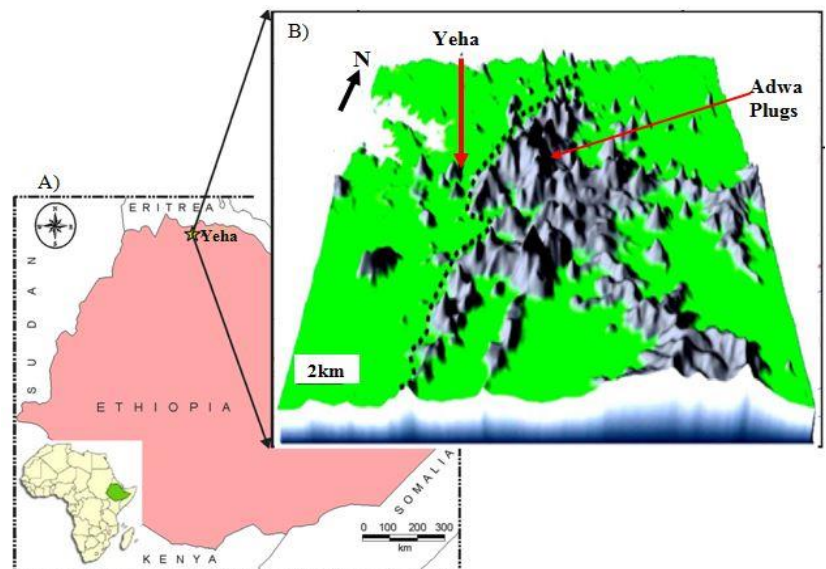 B)
Yeha
N
Adwa
Plugs
2km
A)
ERITREA
Yeha
SUDAN
ETHIOPIA
SOMALIA
KENYA
0 100 200 300
km